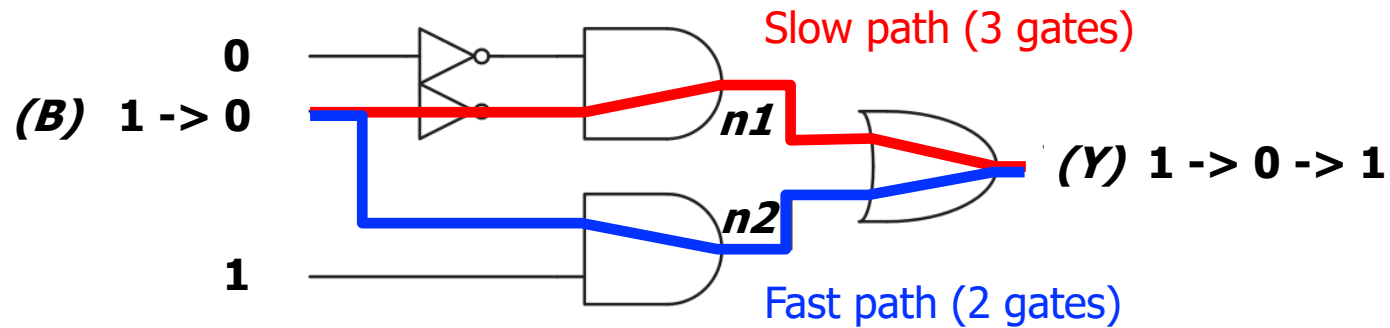 Slow path (3 gates)
0
(B) 1 -> 0
n1
(Y) 1 -> 0 -> 1
n2
1
Fast path (2 gates)